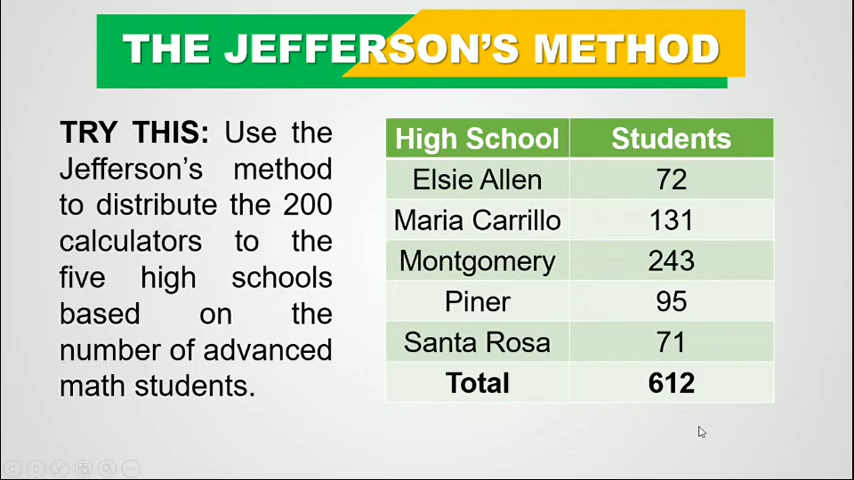 THE JEFFERSON'S METHOD
TRY THIS: Use the
Jefferson's method
to distribute the 200
calculators to the
five high schools
based on the
number of advanced
math students.
High School Students
Elsie Allen 72
Maria Carrillo 131
Montgomery 243
Piner 95
Santa Rosa 71
Total 612